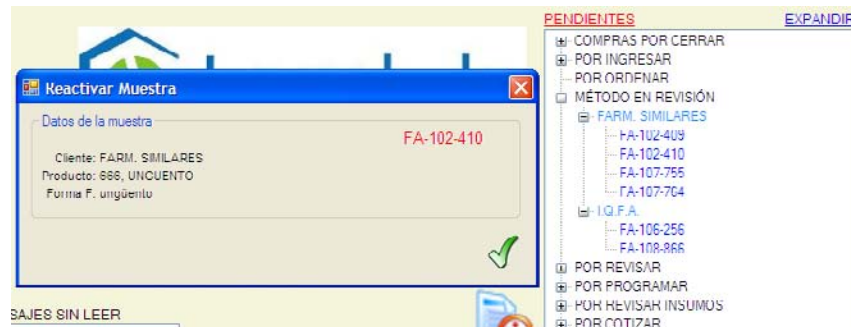 Reactivar Muestra
Datos de la muestra
FA-102-410
Cliente: FARM. SIMILARES
Producto: 666, UNGUENTO
Forma F. ungüento
SAJES SIN LEER
PENDIENTES EXPANDIR
COMPRAS POR CERRAR
POR INGRESAR
POR ORDENAR
MÉTODO EN REVISIÓN
FARM. SIMILARES
FA-102-409
FA-102-410
FA-107-755
FA-107-764
I.Q.F.A.
FA-106-256
FA-108-866
POR REVISAR
POR PROGRAMAR
POR REVISAR INSUMOS
POR COTIZAR